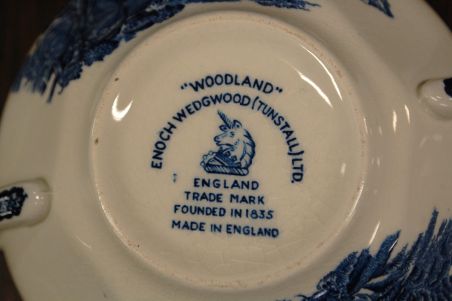 "WOODLAND"
ENOCH WEDGWOOD (TUNSTALL) LTD.
ENGLAND
TRADE MARK
FOUNDED IN 1835
MADE IN ENGLAND